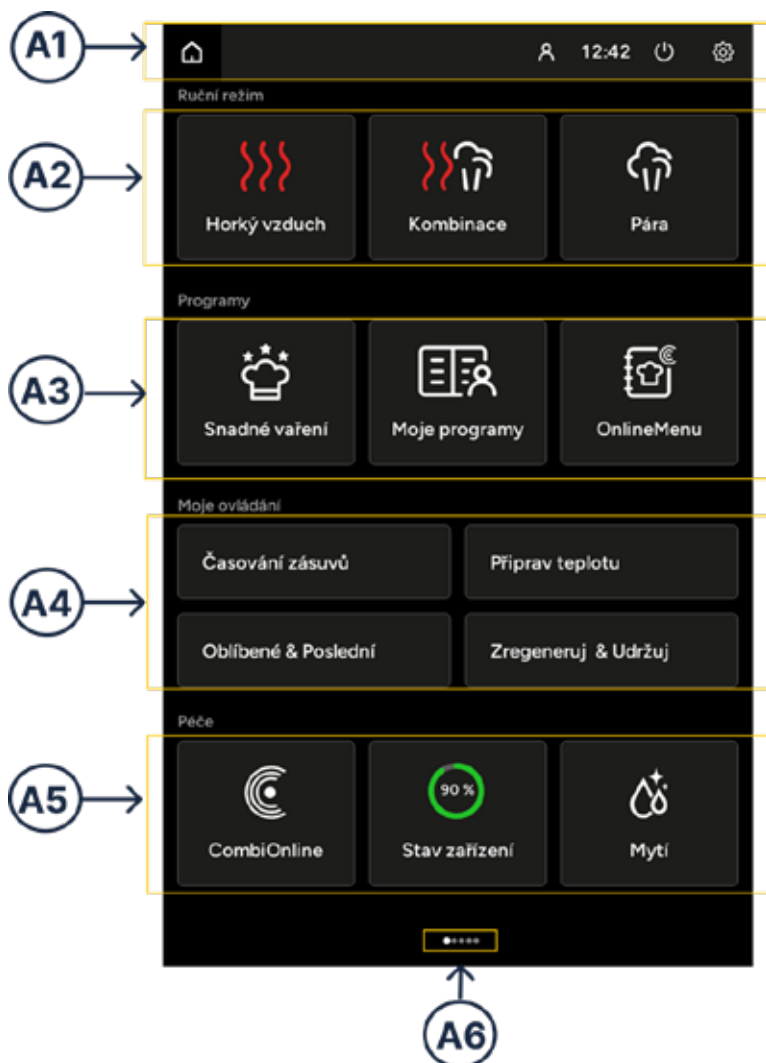 A1
12:42
Ruční režim
A2
Horký vzduch
Kombinace
Pára
Programy
A3
Snadné vaření
Moje programy
OnlineMenu
Moje ovládání
A4
Časování zásuvů
Připrav teplotu
Oblíbené & Poslední
Zregeneruj & Udržuj
Péče
A5
90 %
CombiOnline
Stav zařízení
Mytí
A6